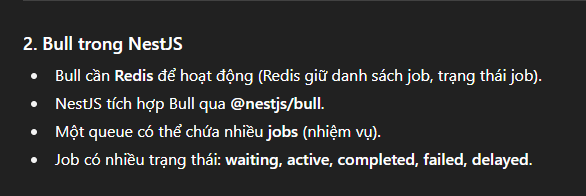 2. Bull trong NestJS
• Bull cần Redis để hoạt động (Redis giữ danh sách job, trạng thái job).
• NestJS tích hợp Bull qua @nestjs/bull.
• Một queue có thể chứa nhiều jobs (nhiệm vụ).
• Job có nhiều trạng thái: waiting, active, completed, failed, delayed.